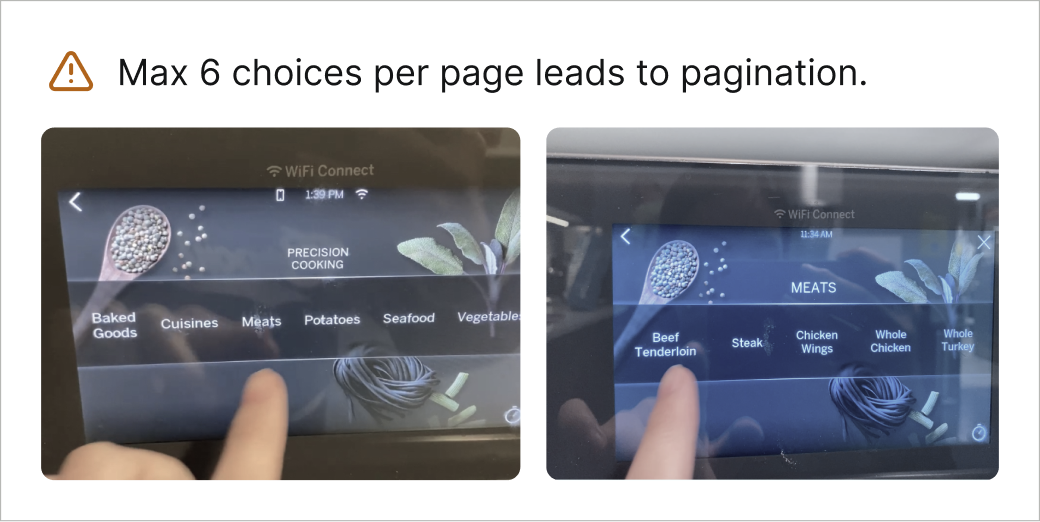 Max 6 choices per page leads to pagination.
WiFi Connect
1:39 PM
PRECISION
COOKING
Baked
Goods
Cuisines
Meats
Potatoes
Seafood
Vegetables
WiFi Connect
11:34 AM
MEATS
Beef
Tenderloin
Steak
Chicken
Wings
Whole
Chicken
Whole
Turkey